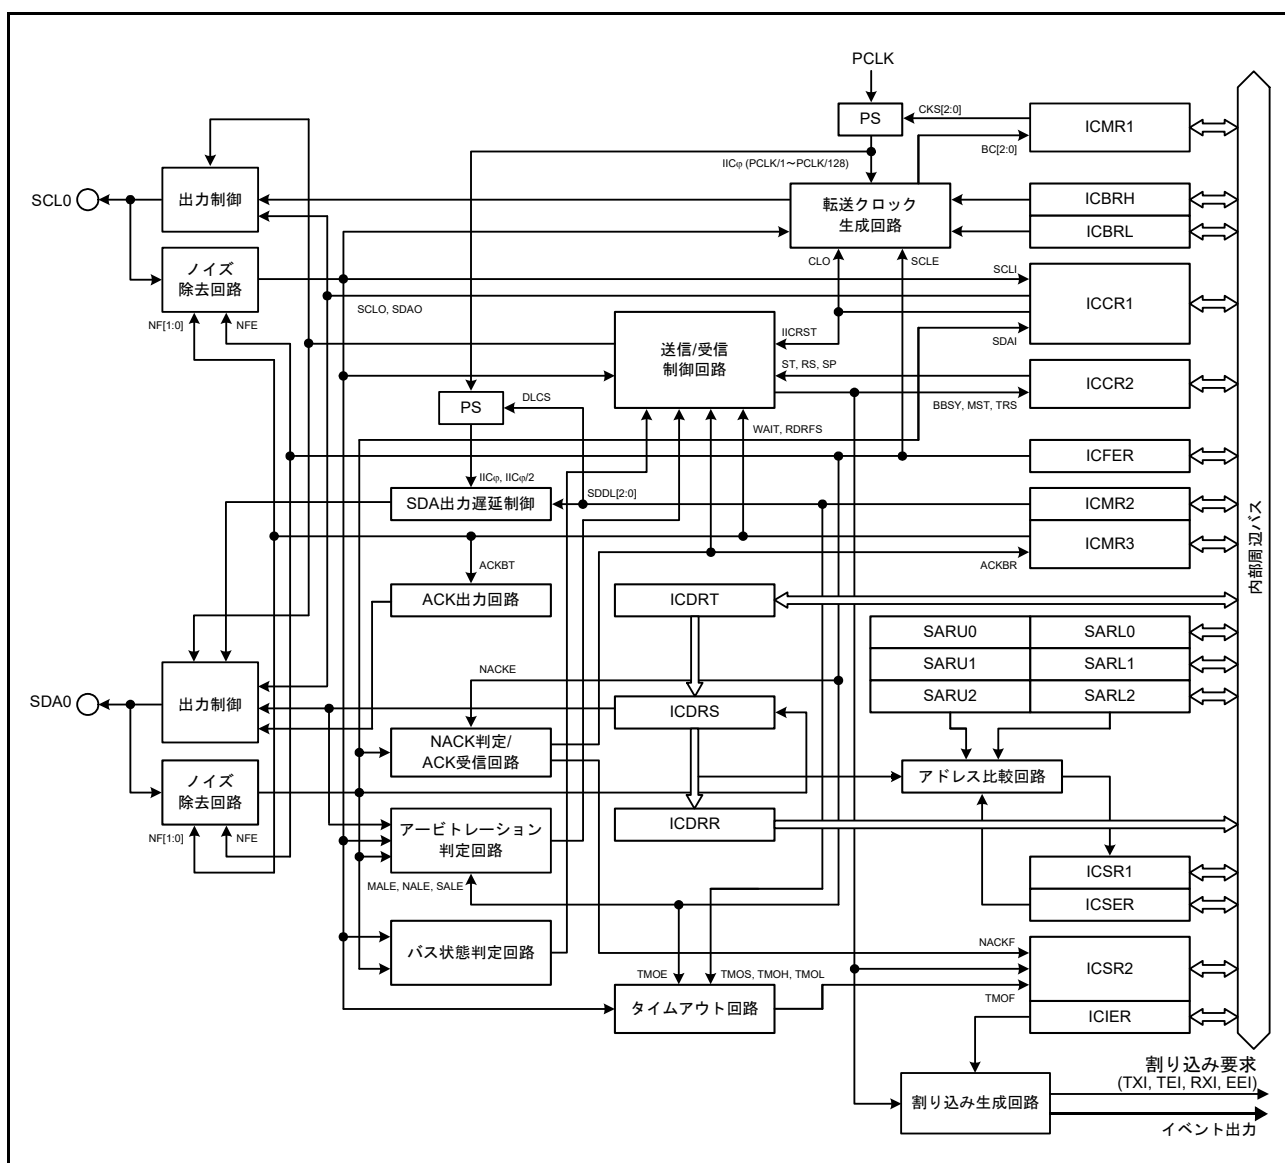 PCLK
PS
CKS[2:0]
ICMR1
BC[2:0]
IICφ (PCLK/1～PCLK/128)
SCL0
出力制御
転送クロック
生成回路
ICBRH
ICBRL
ノイズ
除去回路
CLO
SCLE
SCLI
ICCR1
NF[1:0]
NFE
SCLO, SDAO
IICRST
SDAI
送信/受信
制御回路
ST, RS, SP
ICCR2
BBSY, MST, TRS
PS
DLCS
WAIT, RDRFS
ICFER
IICφ, IICφ/2
SDA出力遅延制御
SDDL[2:0]
ICMR2
ICMR3
ACKBR
内部周辺バス
ACKBT
ACK出力回路
ICDRT
SARU0
SARL0
SARU1
SARL1
SARU2
SARL2
NACKE
SDA0
出力制御
ICDRS
NACK判定/
ACK受信回路
アドレス比較回路
ノイズ
除去回路
NF[1:0]
NFE
アービトレーション
判定回路
ICDRR
MALE, NALE, SALE
ICSR1
ICSER
バス状態判定回路
NACKF
ICSR2
TMOE
TMOS, TMOH, TMOL
TMOF
タイムアウト回路
ICIER
割り込み要求
(TXI, TEI, RXI, EEI)
割り込み生成回路
イベント出力